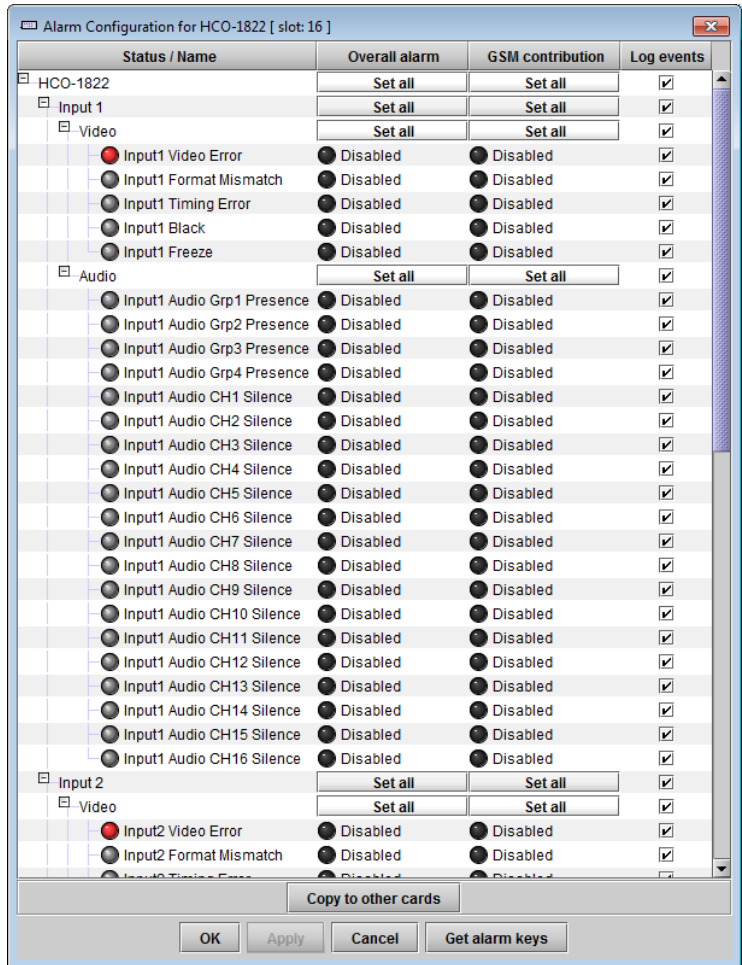 Alarm Configuration for HCO-1822 [ slot: 16 ]
Status / Name Overall alarm GSM contribution Log events
HCO-1822 Set all Set all
Input 1 Set all Set all
Video Set all Set all
Input1 Video Error Disabled Disabled
Input1 Format Mismatch Disabled Disabled
Input1 Timing Error Disabled Disabled
Input1 Black Disabled Disabled
Input1 Freeze Disabled Disabled
Audio Set all Set all
Input1 Audio Grp1 Presence Disabled Disabled
Input1 Audio Grp2 Presence Disabled Disabled
Input1 Audio Grp3 Presence Disabled Disabled
Input1 Audio Grp4 Presence Disabled Disabled
Input1 Audio CH1 Silence Disabled Disabled
Input1 Audio CH2 Silence Disabled Disabled
Input1 Audio CH3 Silence Disabled Disabled
Input1 Audio CH4 Silence Disabled Disabled
Input1 Audio CH5 Silence Disabled Disabled
Input1 Audio CH6 Silence Disabled Disabled
Input1 Audio CH7 Silence Disabled Disabled
Input1 Audio CH8 Silence Disabled Disabled
Input1 Audio CH9 Silence Disabled Disabled
Input1 Audio CH10 Silence Disabled Disabled
Input1 Audio CH11 Silence Disabled Disabled
Input1 Audio CH12 Silence Disabled Disabled
Input1 Audio CH13 Silence Disabled Disabled
Input1 Audio CH14 Silence Disabled Disabled
Input1 Audio CH15 Silence Disabled Disabled
Input1 Audio CH16 Silence Disabled Disabled
Input 2 Set all Set all
Video Set all Set all
Input2 Video Error Disabled Disabled
Input2 Format Mismatch Disabled Disabled
Copy to other cards
OK Apply Cancel Get alarm keys